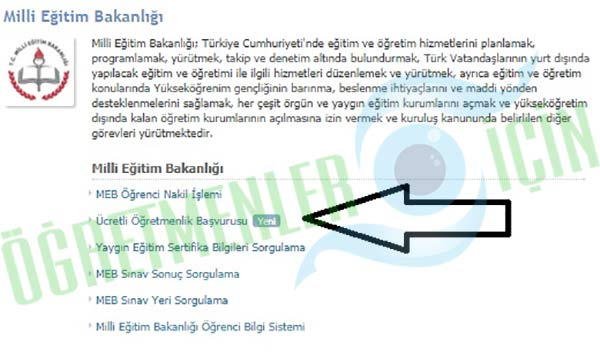 Milli Eğitim Bakanlığı
Milli Eğitim Bakanlığı; Türkiye Cumhuriyeti'nde eğitim ve öğretim hizmetlerini planlamak,
programlamak, yürütmek, takip ve denetim altında bulundurmak, Türk Vatandaşlarının yurt dışında
yapılacak eğitim ve öğretimi ile ilgili hizmetleri düzenlemek ve yürütmek, ayrıca eğitim ve öğretim
konularında Yükseköğrenim gençliğinin barınma, beslenme ihtiyaçlarını ve maddi yönden
desteklenmelerini sağlamak, her çeşit örgün ve yaygın eğitim kurumlarını açmak ve yükseköğretim
dışında kalan öğretim kurumlarının açılmasına izin vermek ve kuruluş kanununda belirlilen diğer
görevleri yürütmektedir.
T.C. MİLLİ EĞİTİM BAKANLIĞI
Milli Eğitim Bakanlığı
MEB Öğrenci Nakil İşlemi
Ücretli Öğretmenlik Başvurusu Yeni
Yaygın Eğitim Sertifika Bilgileri Sorgulama
MEB Sınav Sonuç Sorgulama
MEB Sınav Yeri Sorgulama
Milli Eğitim Bakanlığı Öğrenci Bilgi Sistemi
ÖĞRETMENLER İÇİN